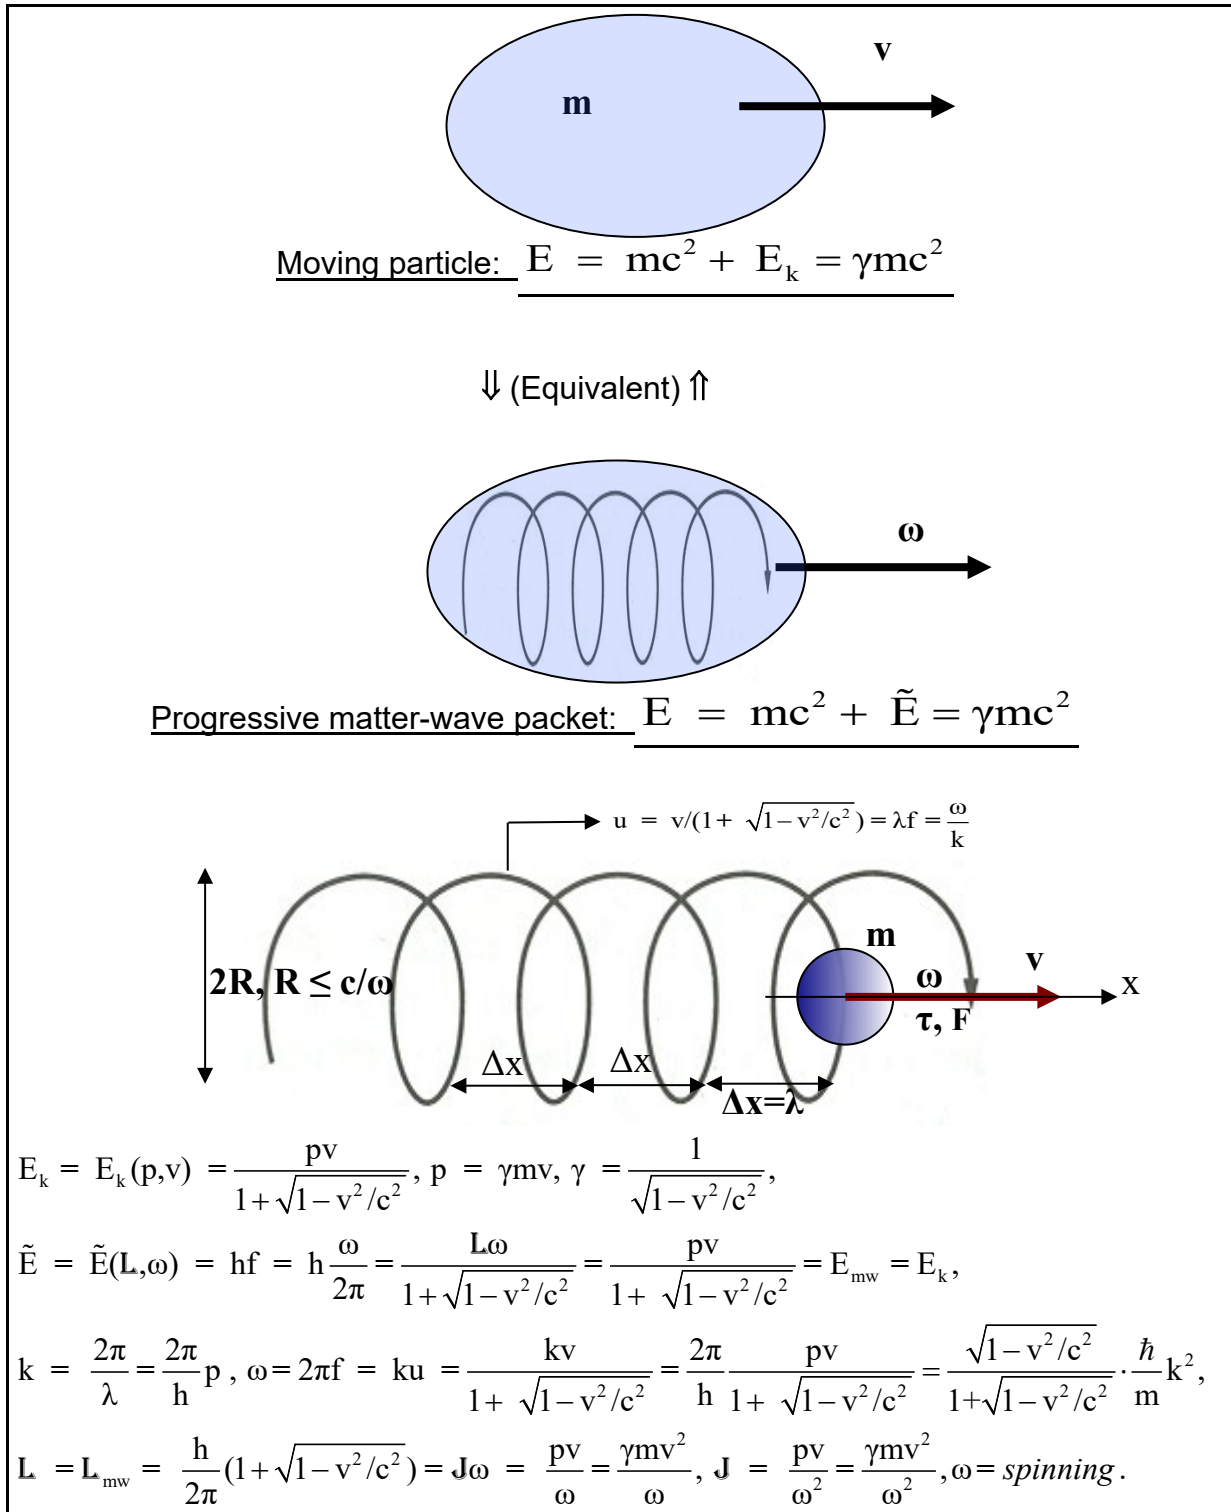 v
m
Moving particle: E = mc² + E_k = γmc²
⇓ (Equivalent) ⇑
ω
Progressive matter-wave packet: E = mc² + Ẽ = γmc²
u = v/(1+ √(1−v²/c²)) = λf = ω/k
m
v
2R, R ≤ c/ω
ω
x
τ, F
Δx
Δx
Δx=λ
E_k = E_k(p,v) = pv/(1+√(1−v²/c²)), p = γmv, γ = 1/√(1−v²/c²),
Ẽ = Ẽ(L,ω) = hf = h ω/2π = Lω/(1+√(1−v²/c²)) = pv/(1+ √(1−v²/c²)) = E_mw = E_k,
k = 2π/λ = 2π/h p , ω = 2πf = ku = kv/(1+ √(1−v²/c²)) = 2π/h pv/(1+ √(1−v²/c²)) = √(1−v²/c²)/(1+√(1−v²/c²)) · ħ/m k²,
L = L_mw = h/2π (1+√(1−v²/c²)) = Jω = pv/ω = γmv²/ω, J = pv/ω² = γmv²/ω², ω = spinning.